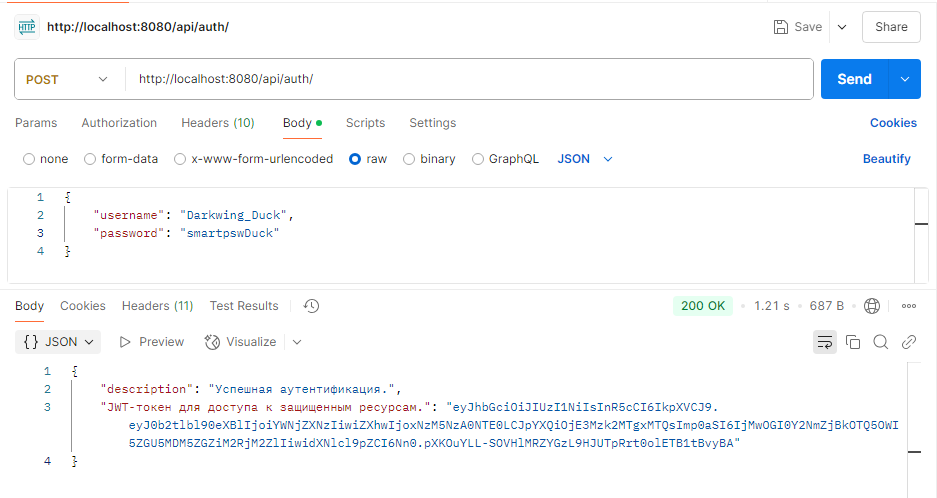 HTTP http://localhost:8080/api/auth/ Save Share
POST http://localhost:8080/api/auth/ Send
Params Authorization Headers (10) Body Scripts Settings Cookies
none form-data x-www-form-urlencoded raw binary GraphQL JSON Beautify
1 {
2 "username": "Darkwing_Duck",
3 "password": "smartpswDuck"
4 }
Body Cookies Headers (11) Test Results 200 OK 1.21 s 687 B
{} JSON Preview Visualize
1 {
2 "description": "Успешная аутентификация.",
3 "JWT-токен для доступа к защищенным ресурсам.": "eyJhbGciOiJIUzI1NiIsInR5cCI6IkpXVCJ9.
eyJ0b2tlbl90eXBlIjoiYWNjZXNzIiwiZXhwIjoxNzM5NzA0NTE0LCJpYXQiOjE3Mzk2MTgxMTQsImp0aSI6IjMwOGI0Y2NmZjBkOTQ5OWI
5ZGU5MDM5ZGZiM2RjM2ZlIiwidXNlcl9pZCI6Nn0.pXKOuYLL-SOVHlMRZYGzL9HJUTpRzt0olETB1tBvyBA"
4 }